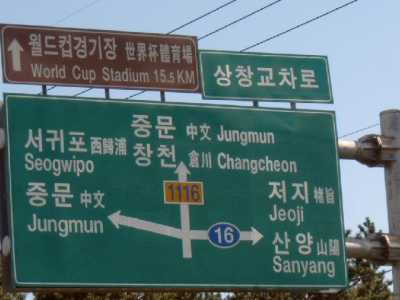 월드컵경기장 世界杯體育場
World Cup Stadium 15.5 KM
상창교차로
중문 中文 Jungmun
창천 倉川 Changcheon
서귀포 西歸浦
Seogwipo
중문 中文
Jungmun
1116
16
저지 楮旨
Jeoji
산양 山陽
Sanyang